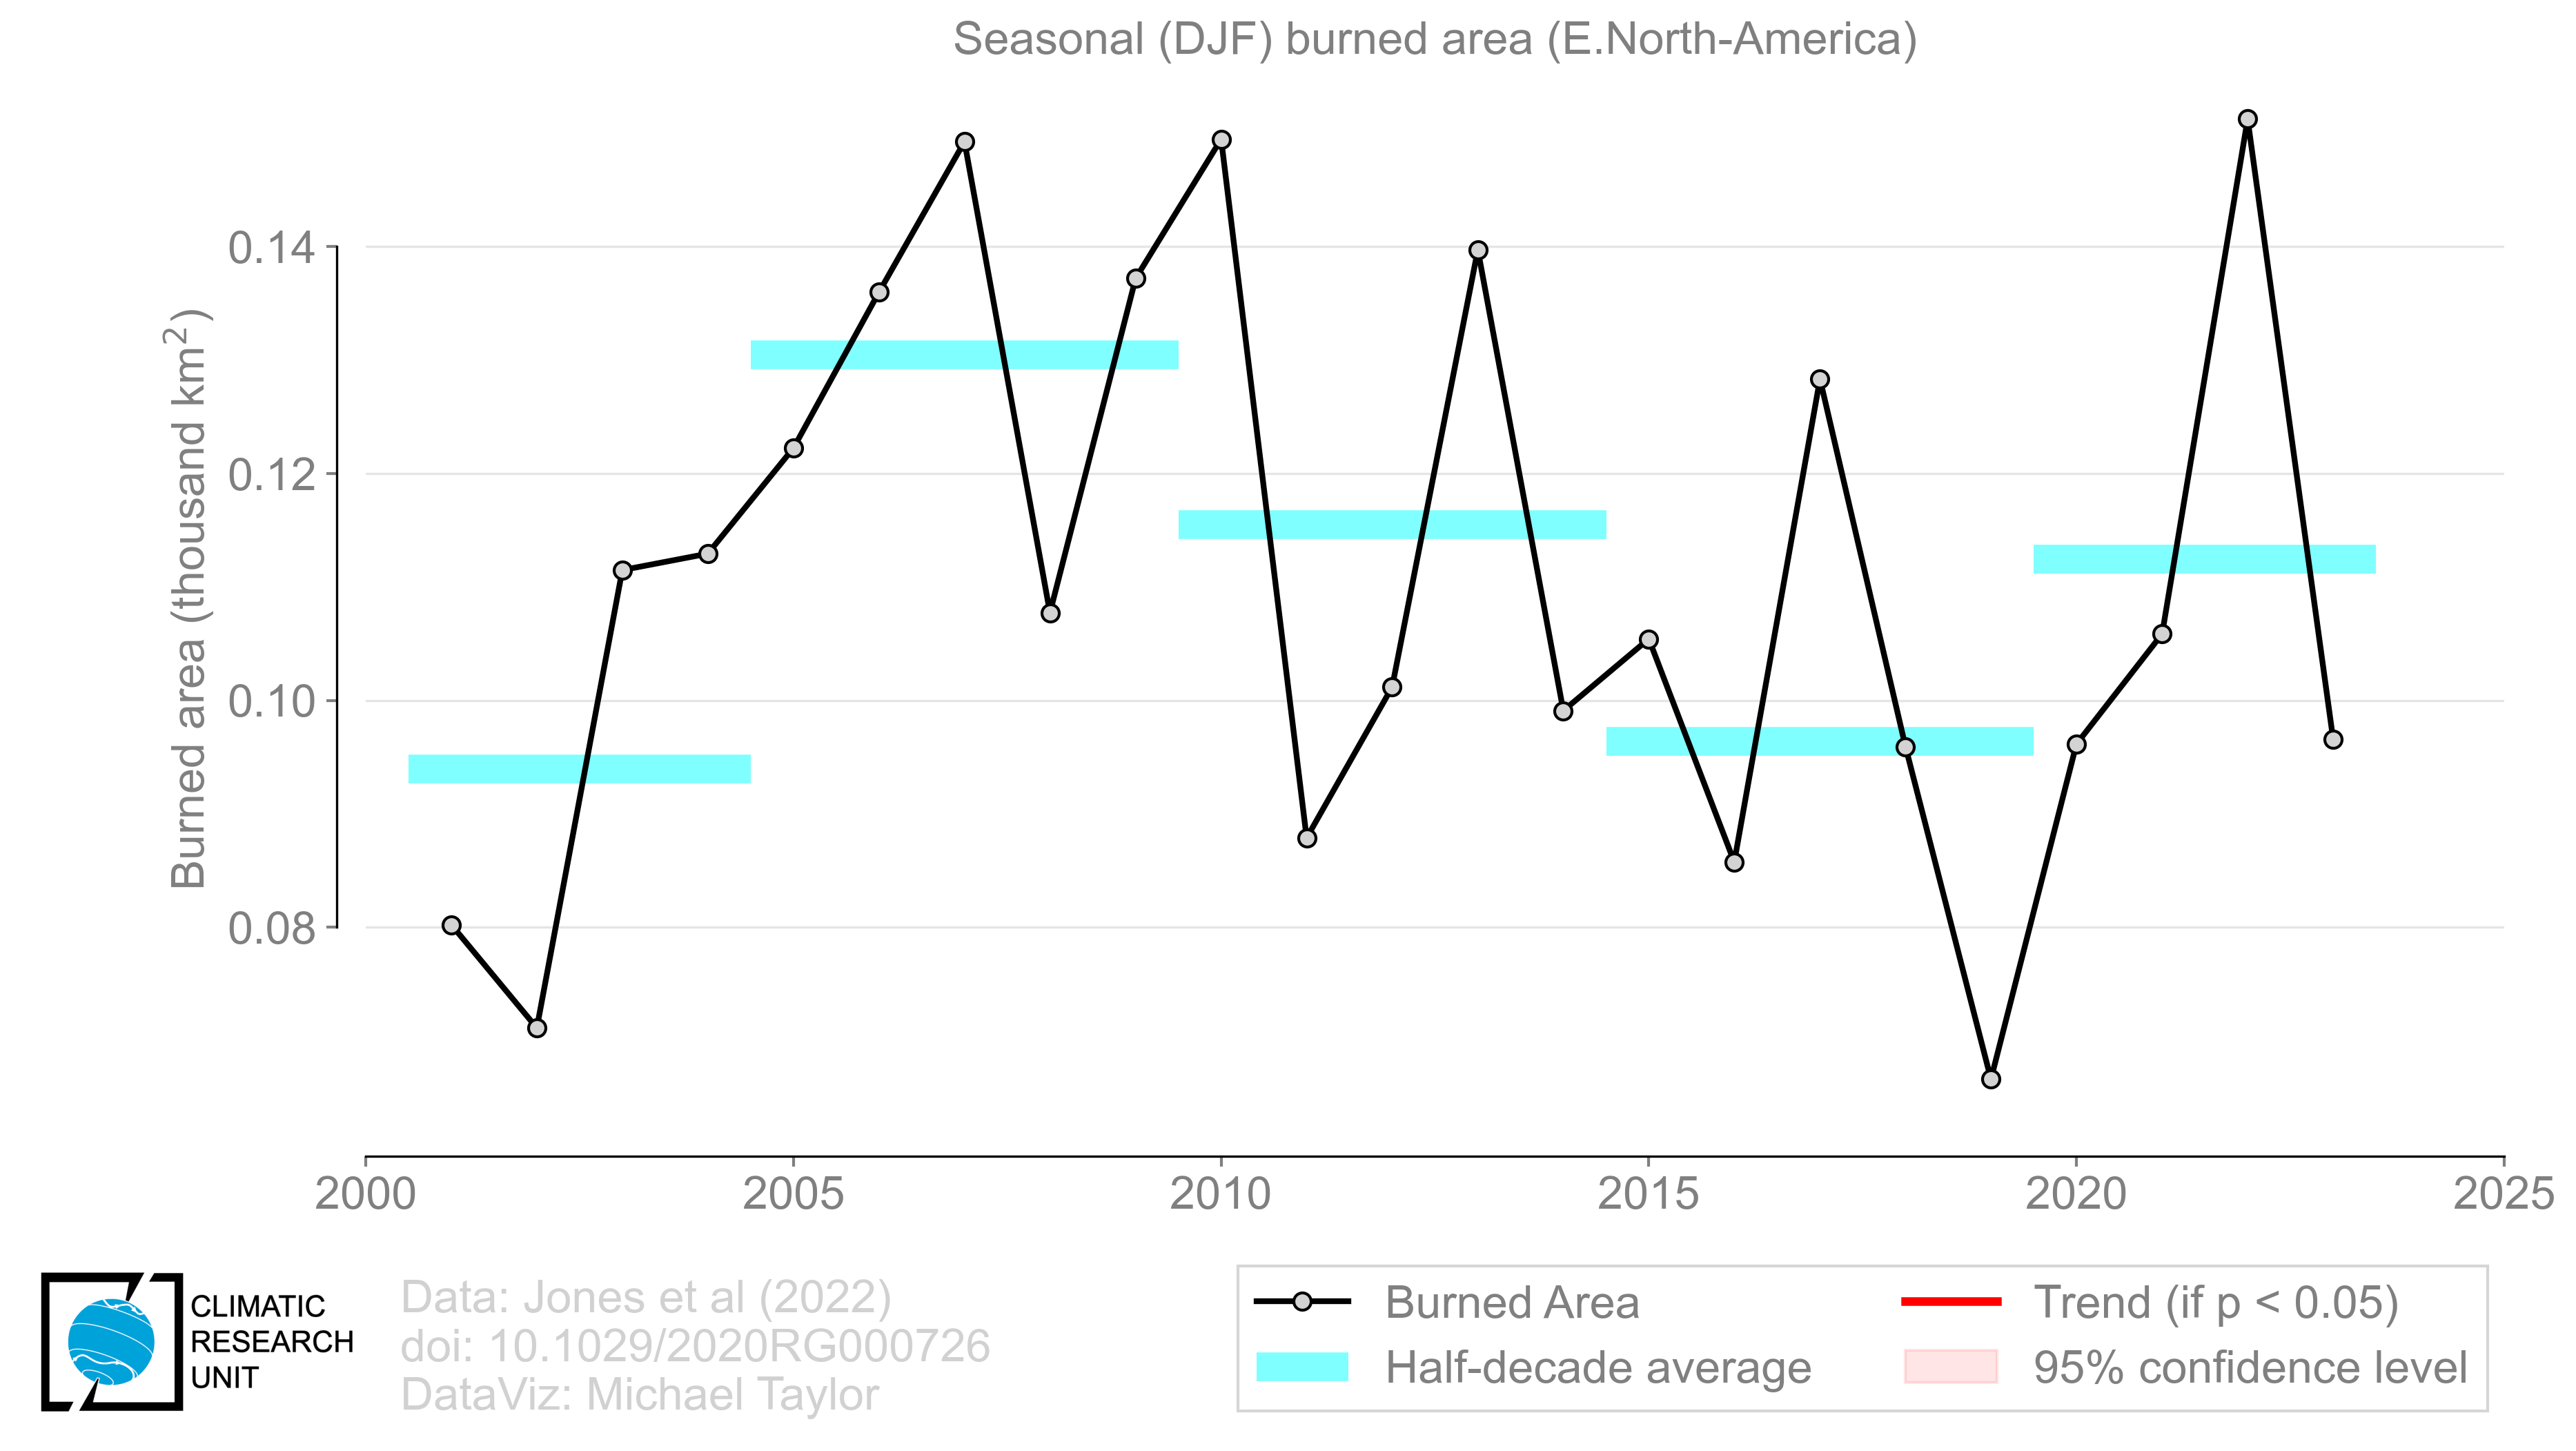 Seasonal (DJF) burned area (E.North-America)
Burned area (thousand km²)
0.14
0.12
0.10
0.08
2000
2005
2010
2015
2020
2025
CLIMATIC
RESEARCH
UNIT
Data: Jones et al (2022)
doi: 10.1029/2020RG000726
DataViz: Michael Taylor
Burned Area
Half-decade average
Trend (if p < 0.05)
95% confidence level